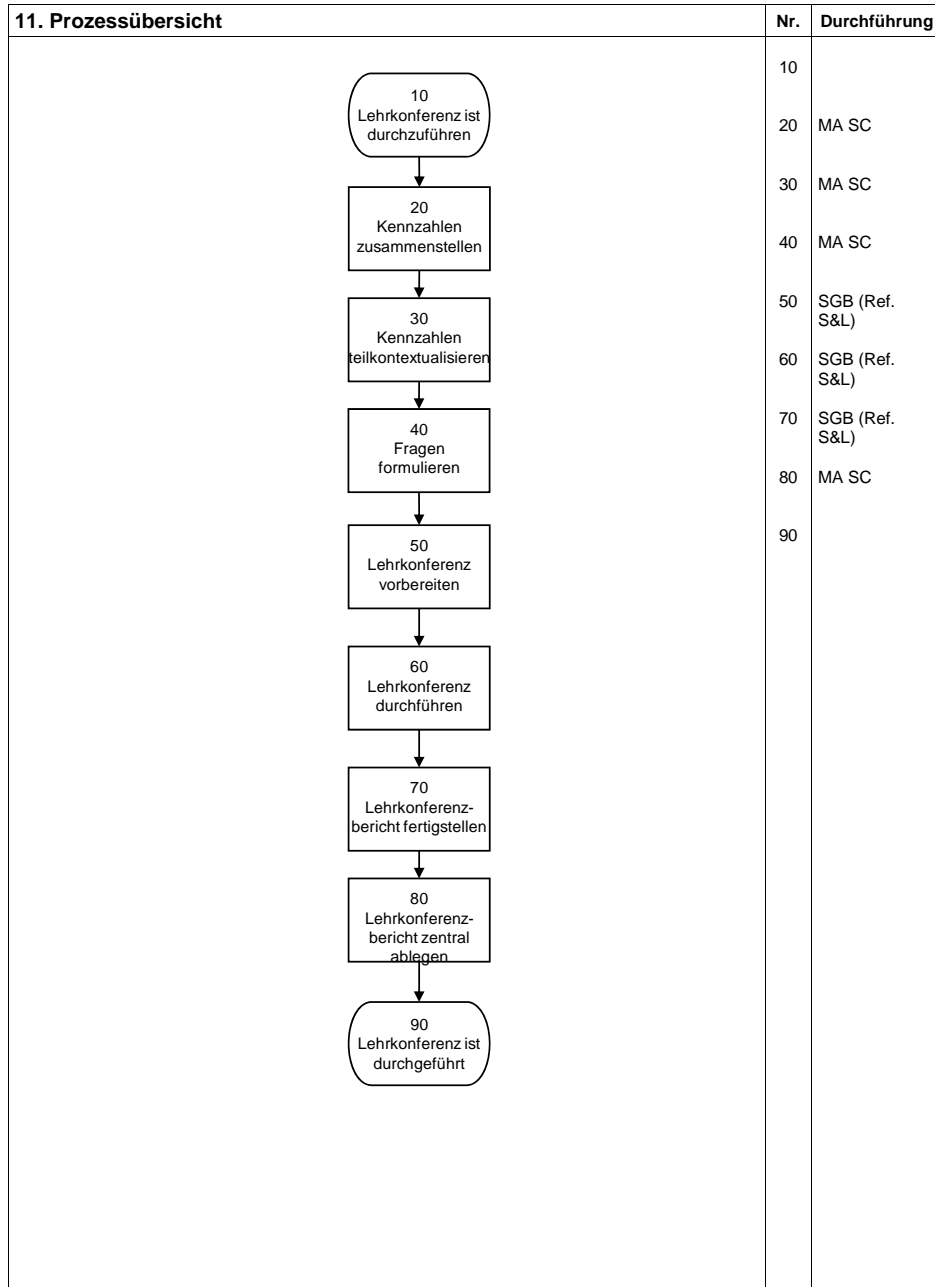 11. Prozessübersicht
Nr.
Durchführung
10
Lehrkonferenz ist
durchzuführen
20
Kennzahlen
zusammenstellen
30
Kennzahlen
teilkontextualisieren
40
Fragen
formulieren
50
Lehrkonferenz
vorbereiten
60
Lehrkonferenz
durchführen
70
Lehrkonferenz-
bericht fertigstellen
80
Lehrkonferenz-
bericht zentral
ablegen
90
Lehrkonferenz ist
durchgeführt
10
20 MA SC
30 MA SC
40 MA SC
50 SGB (Ref.
S&L)
60 SGB (Ref.
S&L)
70 SGB (Ref.
S&L)
80 MA SC
90